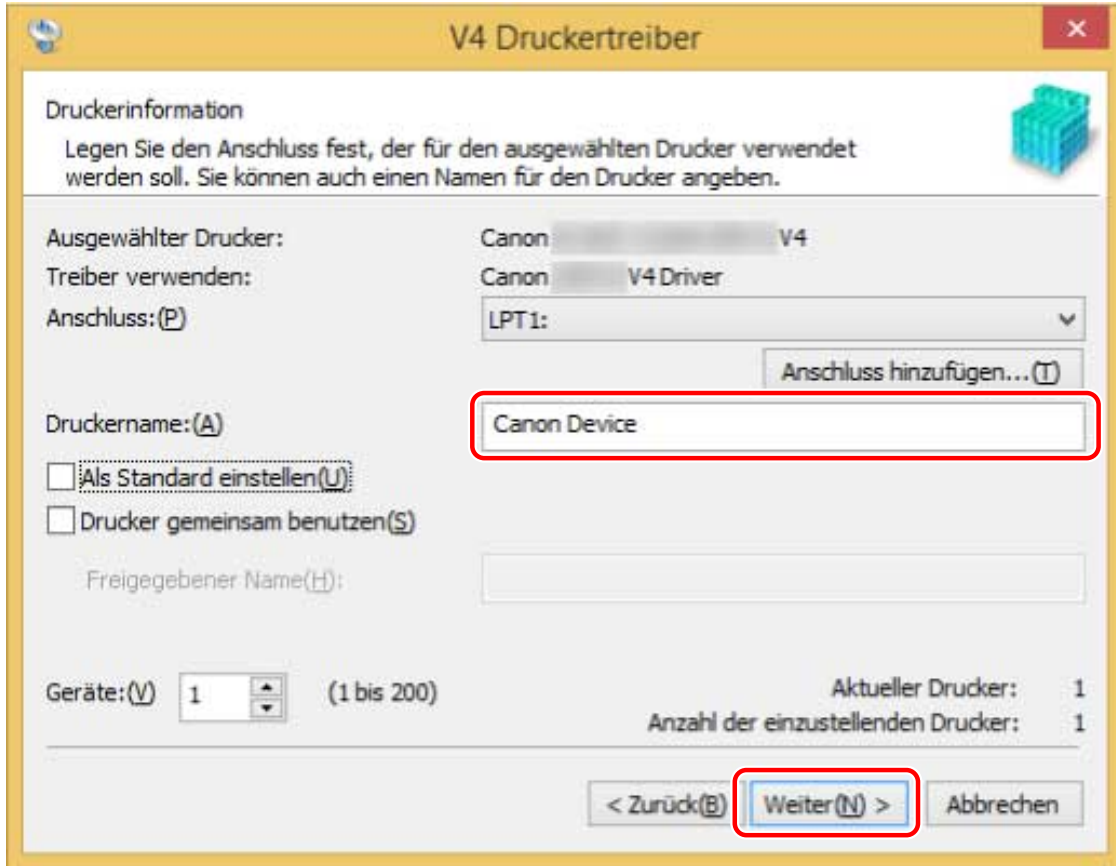 V4 Druckertreiber
Druckerinformation
Legen Sie den Anschluss fest, der für den ausgewählten Drucker verwendet
werden soll. Sie können auch einen Namen für den Drucker angeben.
Ausgewählter Drucker: Canon V4
Treiber verwenden: Canon V4 Driver
Anschluss:(P) LPT1:
Anschluss hinzufügen...(T)
Druckername:(A) Canon Device
Als Standard einstellen(U)
Drucker gemeinsam benutzen(S)
Freigegebener Name(H):
Geräte:(V) 1 (1 bis 200) Aktueller Drucker: 1
Anzahl der einzustellenden Drucker: 1
< Zurück(B) Weiter(N) > Abbrechen